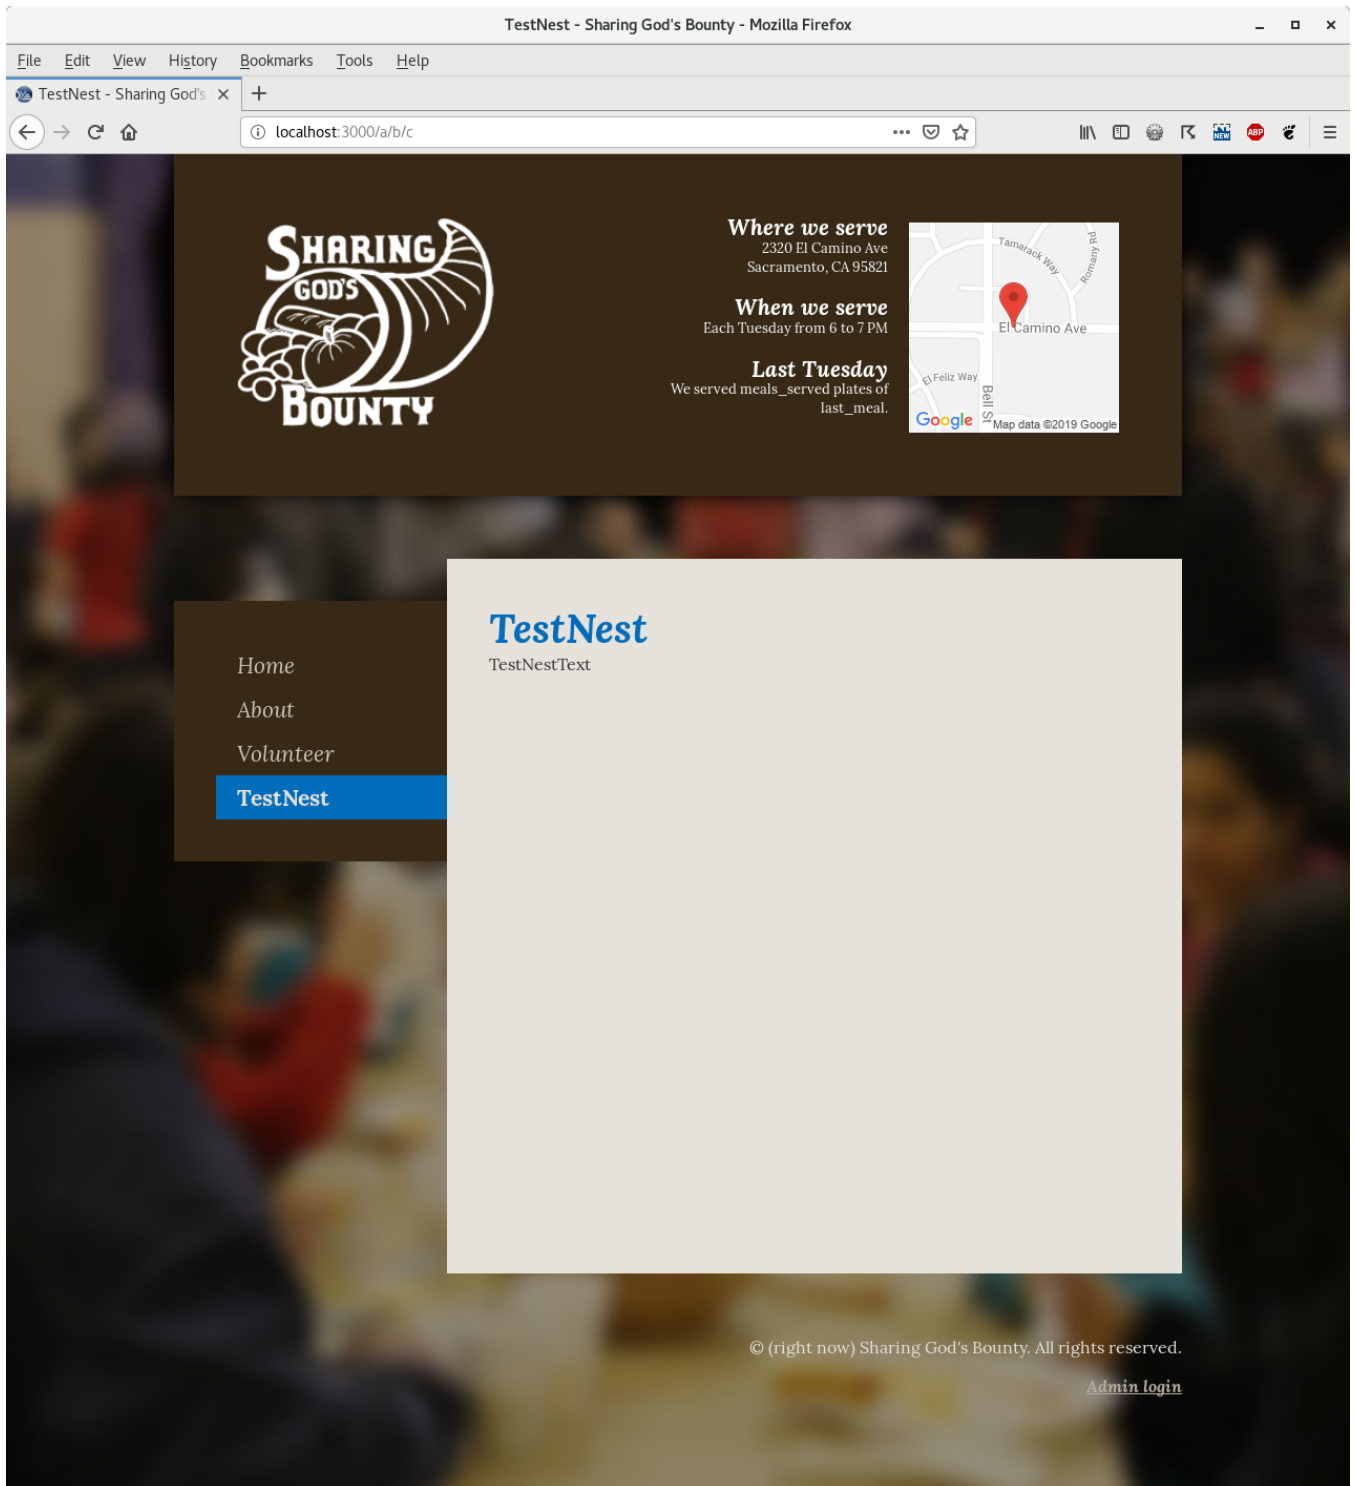 TestNest - Sharing God's Bounty - Mozilla Firefox
File Edit View History Bookmarks Tools Help
TestNest - Sharing God's
localhost:3000/a/b/c
NEW
ABP
SHARING
GOD'S
BOUNTY
Where we serve
2320 El Camino Ave
Sacramento, CA 95821
When we serve
Each Tuesday from 6 to 7 PM
Last Tuesday
We served meals_served plates of
last_meal.
Tamarack Way
Romany Rd
El Camino Ave
El Feliz Way
Bell St
Google
Map data ©2019 Google
Home
About
Volunteer
TestNest
TestNest
TestNestText
© (right now) Sharing God's Bounty. All rights reserved.
Admin login